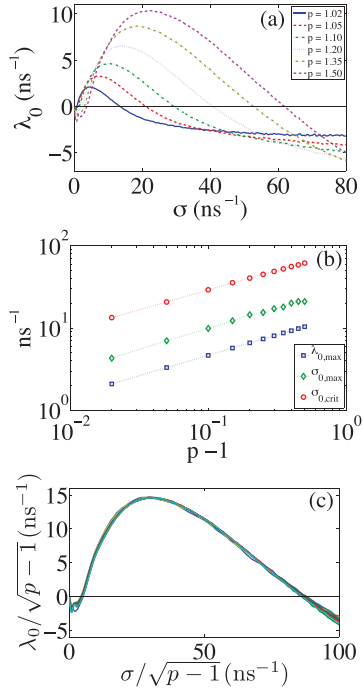 (a)
p = 1.02
p = 1.05
p = 1.10
p = 1.20
p = 1.35
p = 1.50
10
5
0
−5
λ₀ (ns⁻¹)
0 20 40 60 80
σ (ns⁻¹)
(b)
10²
10¹
10⁰
ns⁻¹
λ₀,max
σ₀,max
σ₀,crit
10⁻² 10⁻¹ 10⁰
p − 1
(c)
15
10
5
0
−5
λ₀/√p − 1 (ns⁻¹)
0 50 100
σ/√p − 1 (ns⁻¹)